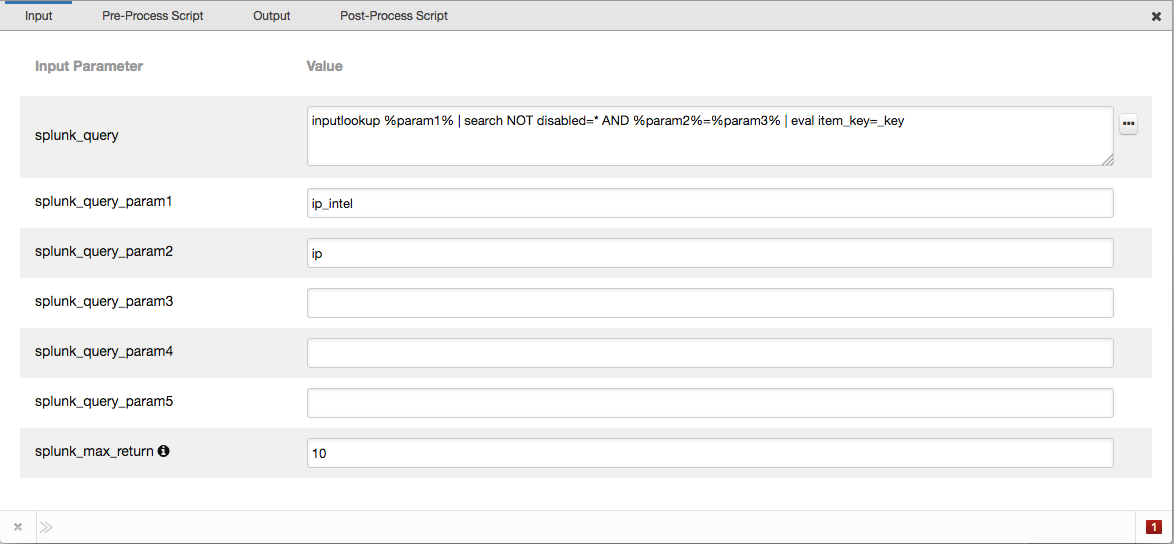 Input Pre-Process Script Output Post-Process Script
Input Parameter Value
splunk_query inputlookup %param1% | search NOT disabled=* AND %param2%=%param3% | eval item_key=_key
splunk_query_param1 ip_intel
splunk_query_param2 ip
splunk_query_param3
splunk_query_param4
splunk_query_param5
splunk_max_return 10
1